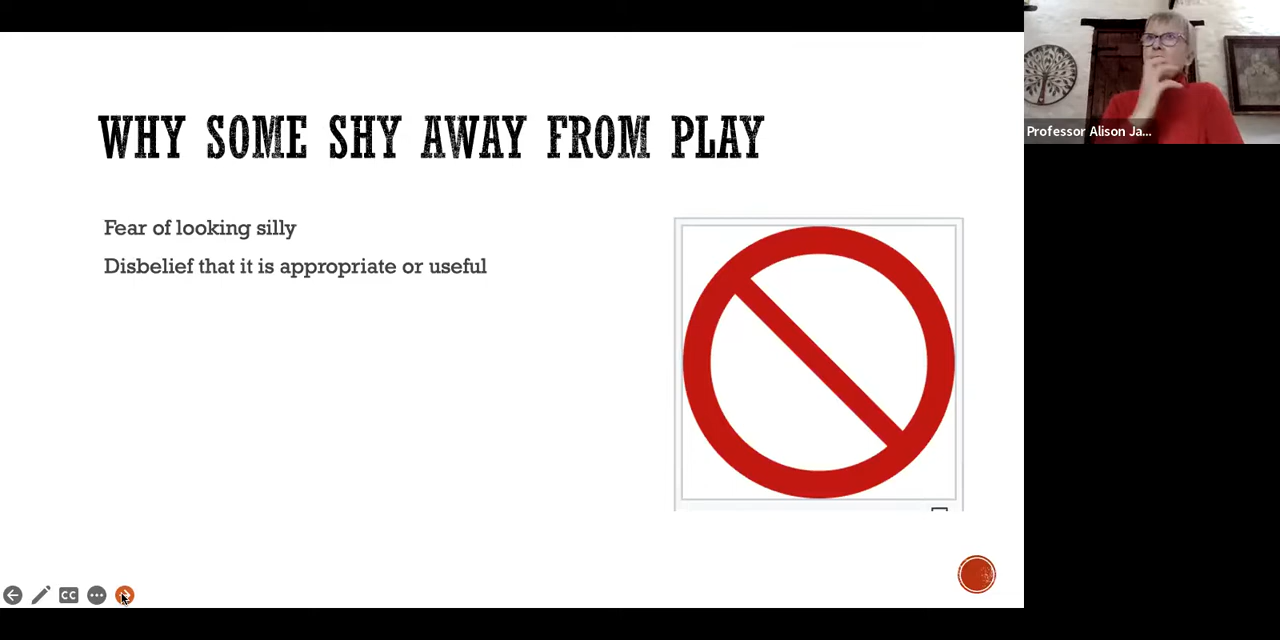 WHY SOME SHY AWAY FROM PLAY
Fear of looking silly
Disbelief that it is appropriate or useful
Professor Alison Ja...
CC